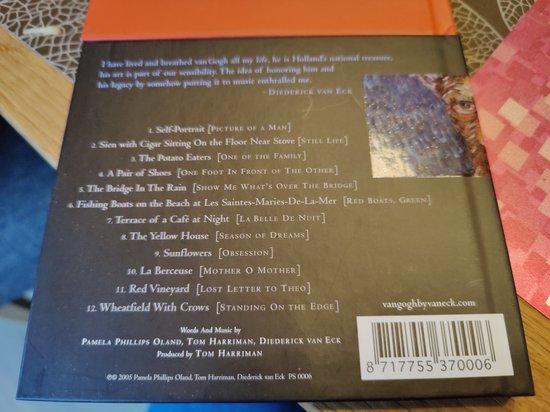 I have lived and breathed van Gogh all my life, he is Holland's national treasure,
his art is part of our sensibility. The idea of honoring him and
his legacy by somehow putting it to music enthralled me.
- Diederick van Eck
1. Self-Portrait [Picture of a Man]
2. Sien with Cigar Sitting On the Floor Near Stove [Still Life]
3. The Potato Eaters [One of the Family]
4. A Pair of Shoes [One Foot In Front of The Other]
5. The Bridge In The Rain [Show Me What's Over The Bridge]
6. Fishing Boats on the Beach at Les Saintes-Maries-De-La-Mer [Red Boats, Green]
7. Terrace of a Café at Night [La Belle De Nuit]
8. The Yellow House [Season of Dreams]
9. Sunflowers [Obsession]
10. La Berceuse [Mother O Mother]
11. Red Vineyard [Lost Letter to Theo]
12. Wheatfield With Crows [Standing On the Edge]
vangoghbyvaneck.com
Words And Music by
Pamela Phillips Oland, Tom Harriman, Diederick van Eck
Produced by Tom Harriman
℗© 2005 Pamela Phillips Oland, Tom Harriman, Diederick van Eck PS 0006
8 717755 370006